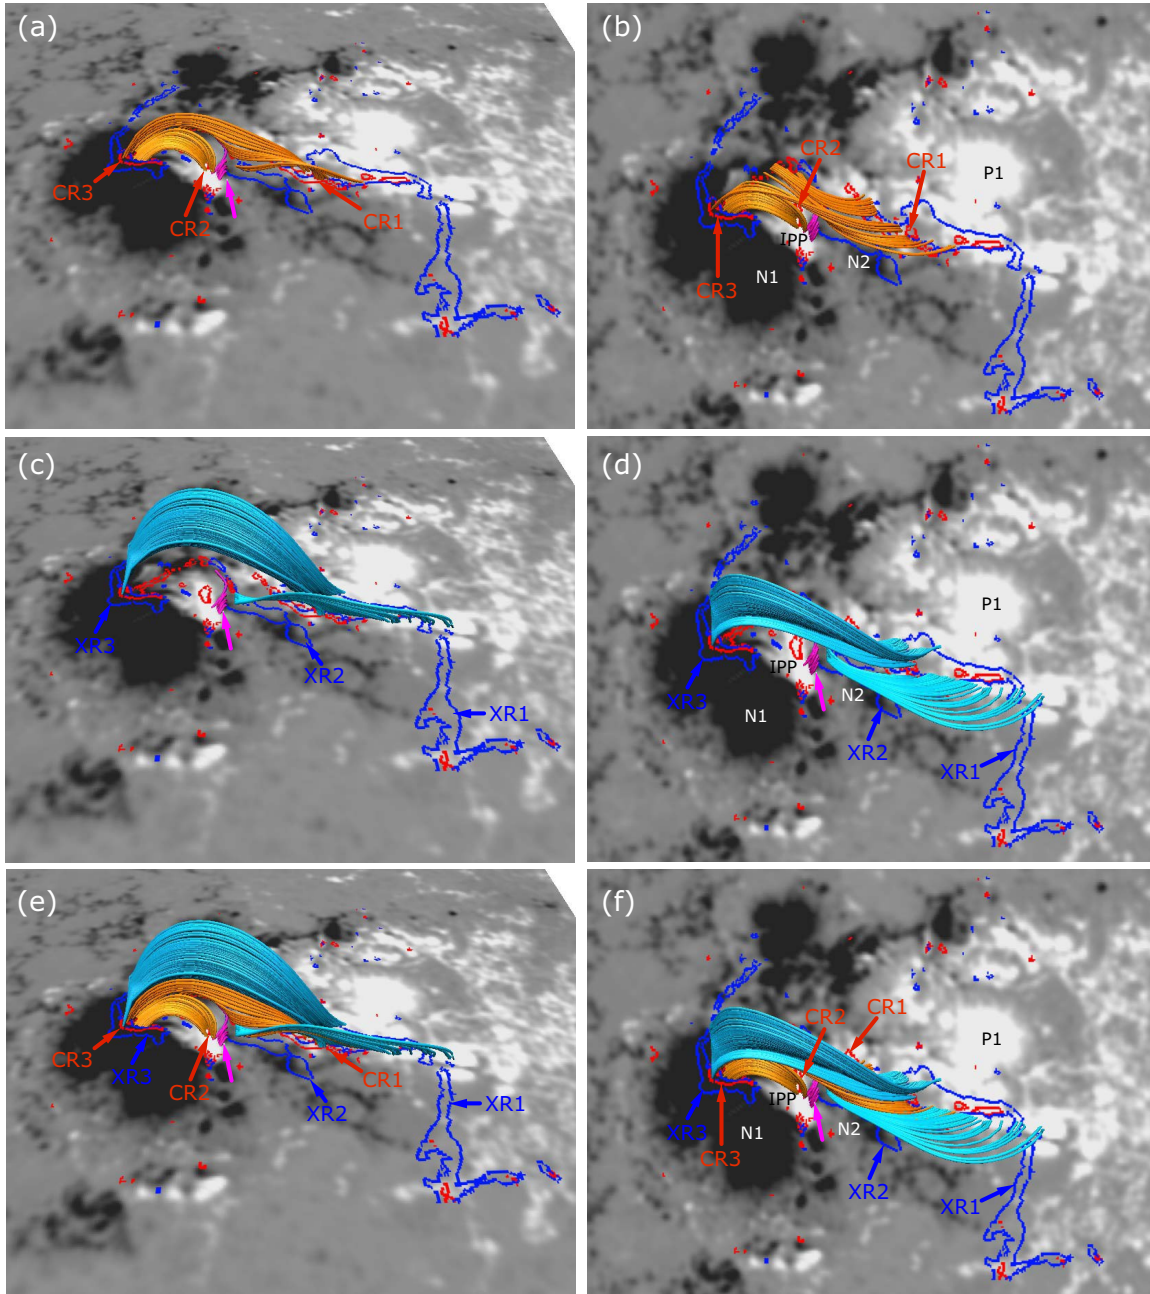 (a)
CR3
CR2
CR1
(b)
CR2
CR1
P1
IPP
N2
N1
CR3
(c)
XR3
XR2
XR1
(d)
P1
IPP
XR3
N2
N1
XR2
XR1
(e)
CR3
XR3
CR2
CR1
XR2
XR1
(f)
CR1
CR2
P1
IPP
XR3
N1
N2
CR3
XR2
XR1